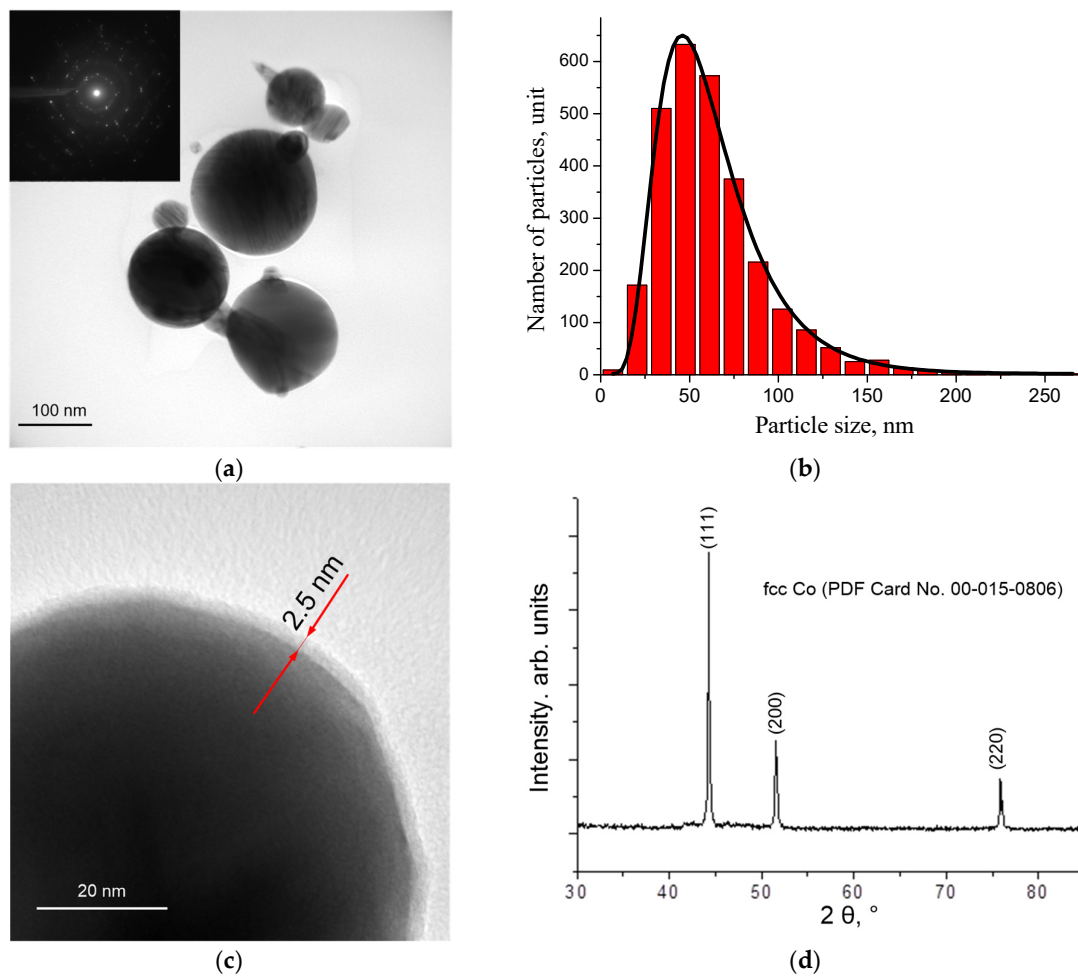 100 nm
(a)
Namber of particles, unit
600
500
400
300
200
100
0
0 50 100 150 200 250
Particle size, nm
(b)
2.5 nm
20 nm
(c)
Intensity. arb. units
(111)
(200)
(220)
fcc Co (PDF Card No. 00-015-0806)
30 40 50 60 70 80
2 θ, °
(d)